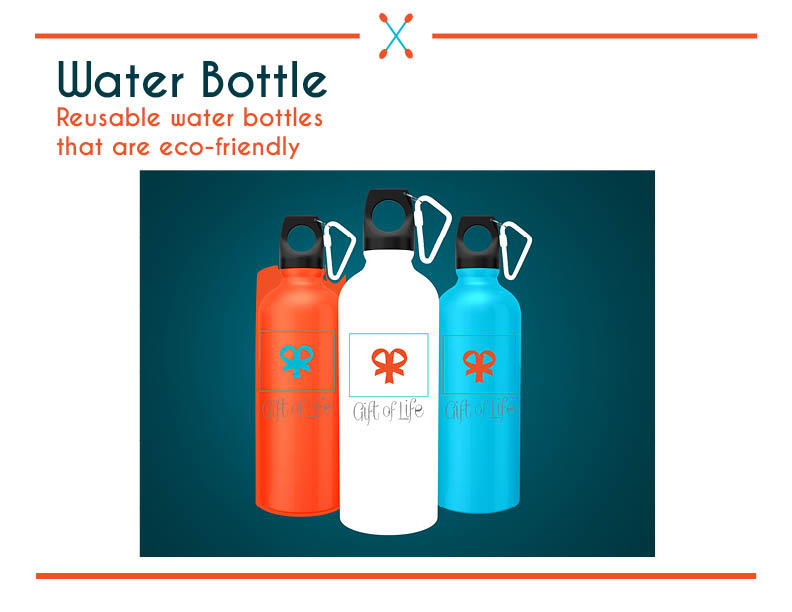 Water Bottle
Reusable water bottles
that are eco-friendly
Gift of Life
Gift of Life
Gift of Life